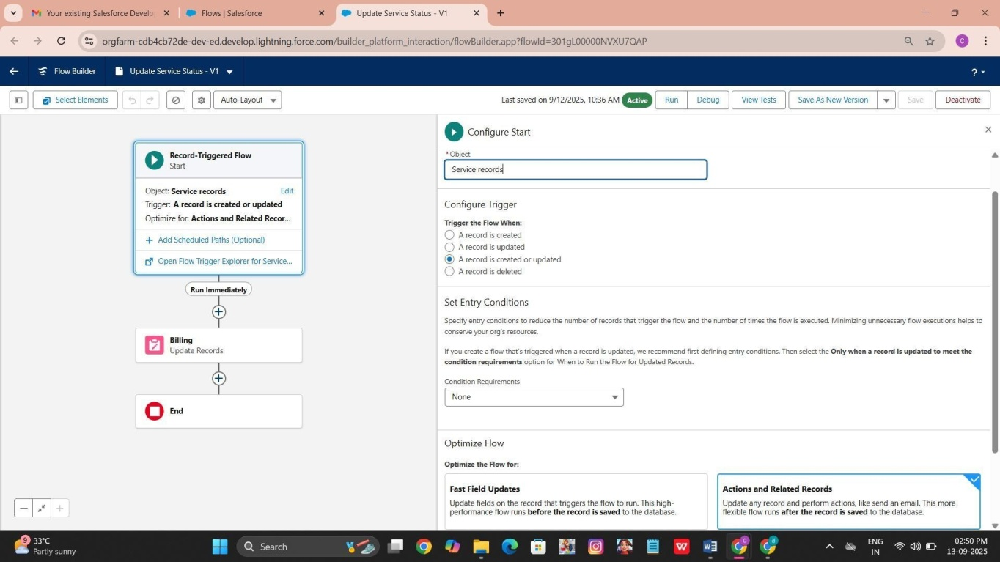 Your existing Salesforce Develo
Flows | Salesforce
Update Service Status - V1
orgfarm-cdb4cb72de-dev-ed.develop.lightning.force.com/builder_platform_interaction/flowBuilder.app?flowId=301gL00000NVXU7QAP
C
Flow Builder
Update Service Status - V1
?
Select Elements
Auto-Layout
Last saved on 9/12/2025, 10:36 AM
Active
Run
Debug
View Tests
Save As New Version
Save
Deactivate
Record-Triggered Flow
Start
Object: Service records
Edit
Trigger: A record is created or updated
Optimize for: Actions and Related Recor...
+ Add Scheduled Paths (Optional)
Open Flow Trigger Explorer for Service...
Run Immediately
Billing
Update Records
End
Configure Start
* Object
Service records
Configure Trigger
Trigger the Flow When:
A record is created
A record is updated
A record is created or updated
A record is deleted
Set Entry Conditions
Specify entry conditions to reduce the number of records that trigger the flow and the number of times the flow is executed. Minimizing unnecessary flow executions helps to
conserve your org's resources.
If you create a flow that's triggered when a record is updated, we recommend first defining entry conditions. Then select the Only when a record is updated to meet the
condition requirements option for When to Run the Flow for Updated Records.
Condition Requirements
None
Optimize Flow
Optimize the Flow for:
Fast Field Updates
Update fields on the record that triggers the flow to run. This high-
performance flow runs before the record is saved to the database.
Actions and Related Records
Update any record and perform actions, like send an email. This more
flexible flow runs after the record is saved to the database.
9
33°C
Partly sunny
Search
W
W
C
d
ENG
IN
02:50 PM
13-09-2025